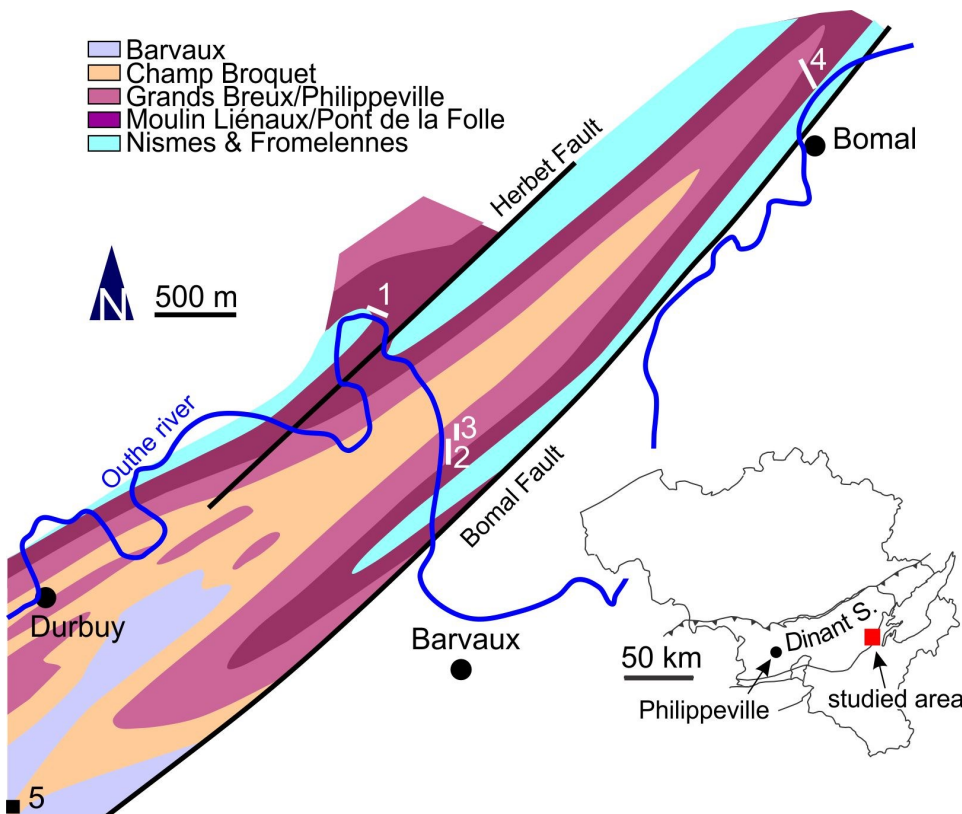 Barvaux
Champ Broquet
Grands Breux/Philippeville
Moulin Liénaux/Pont de la Folle
Nismes & Fromelennes
4
Bomal
Herbet Fault
N
500 m
1
Outhe river
3
2
Bomal Fault
Durbuy
Barvaux
Dinant S.
50 km
Philippeville
studied area
5